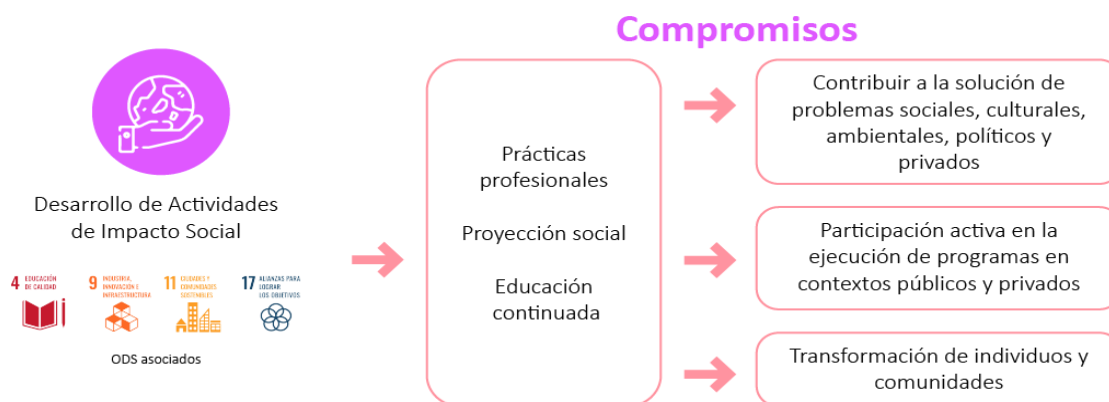 Compromisos
Desarrollo de Actividades
de Impacto Social
4 EDUCACIÓN
DE CALIDAD
9 INDUSTRIA,
INNOVACIÓN E
INFRAESTRUCTURA
11 CIUDADES Y
COMUNIDADES
SOSTENIBLES
17 ALIANZAS PARA
LOGRAR
LOS OBJETIVOS
ODS asociados
Prácticas
profesionales
Proyección social
Educación
continuada
Contribuir a la solución de
problemas sociales, culturales,
ambientales, políticos y
privados
Participación activa en la
ejecución de programas en
contextos públicos y privados
Transformación de individuos y
comunidades